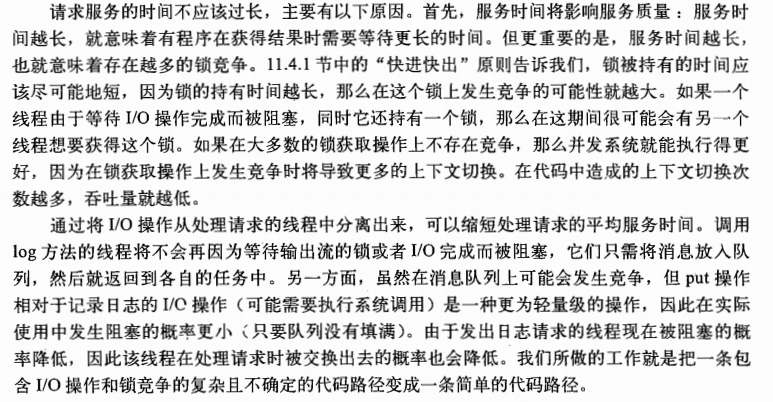 请求服务的时间不应该过长，主要有以下原因。首先，服务时间将影响服务质量：服务时
间越长，就意味着有程序在获得结果时需要等待更长的时间。但更重要的是，服务时间越长，
也就意味着存在越多的锁竞争。11.4.1 节中的“快进快出”原则告诉我们，锁被持有的时间应
该尽可能地短，因为锁的持有时间越长，那么在这个锁上发生竞争的可能性就越大。如果一个
线程由于等待 I/O 操作完成而被阻塞，同时它还持有一个锁，那么在这期间很可能会有另一个
线程想要获得这个锁。如果在大多数的锁获取操作上不存在竞争，那么并发系统就能执行得更
好，因为在锁获取操作上发生竞争时将导致更多的上下文切换。在代码中造成的上下文切换次
数越多，吞吐量就越低。
通过将 I/O 操作从处理请求的线程中分离出来，可以缩短处理请求的平均服务时间。调用
log 方法的线程将不会再因为等待输出流的锁或者 I/O 完成而被阻塞，它们只需将消息放入队
列，然后就返回到各自的任务中。另一方面，虽然在消息队列上可能会发生竞争，但 put 操作
相对于记录日志的 I/O 操作（可能需要执行系统调用）是一种更为轻量级的操作，因此在实际
使用中发生阻塞的概率更小（只要队列没有填满）。由于发出日志请求的线程现在被阻塞的概
率降低，因此该线程在处理请求时被交换出去的概率也会降低。我们所做的工作就是把一条包
含 I/O 操作和锁竞争的复杂且不确定的代码路径变成一条简单的代码路径。